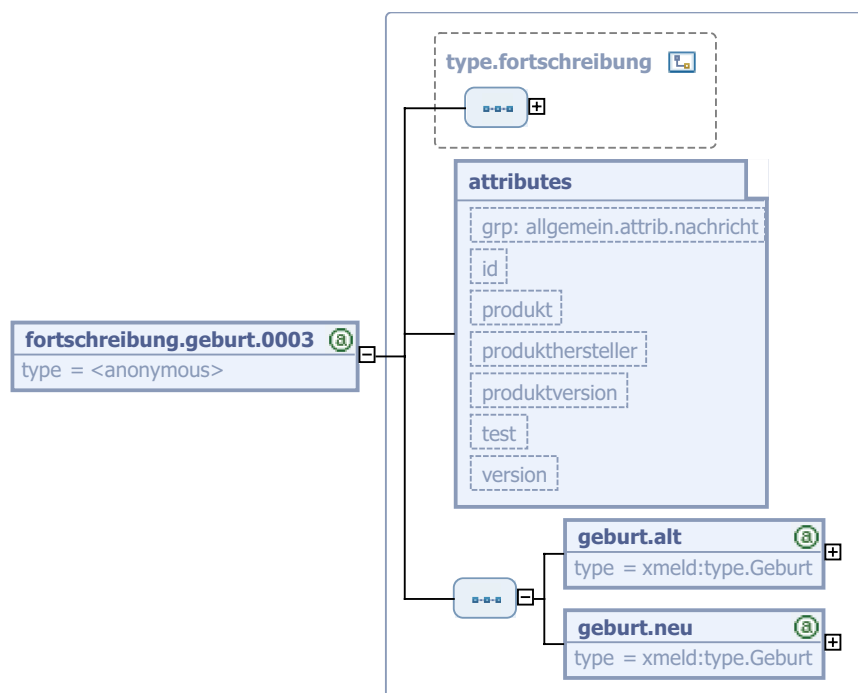 type.fortschreibung
attributes
grp: allgemein.attrib.nachricht
id
produkt
produkthersteller
produktversion
test
version
fortschreibung.geburt.0003
type = <anonymous>
geburt.alt
type = xmeld:type.Geburt
geburt.neu
type = xmeld:type.Geburt